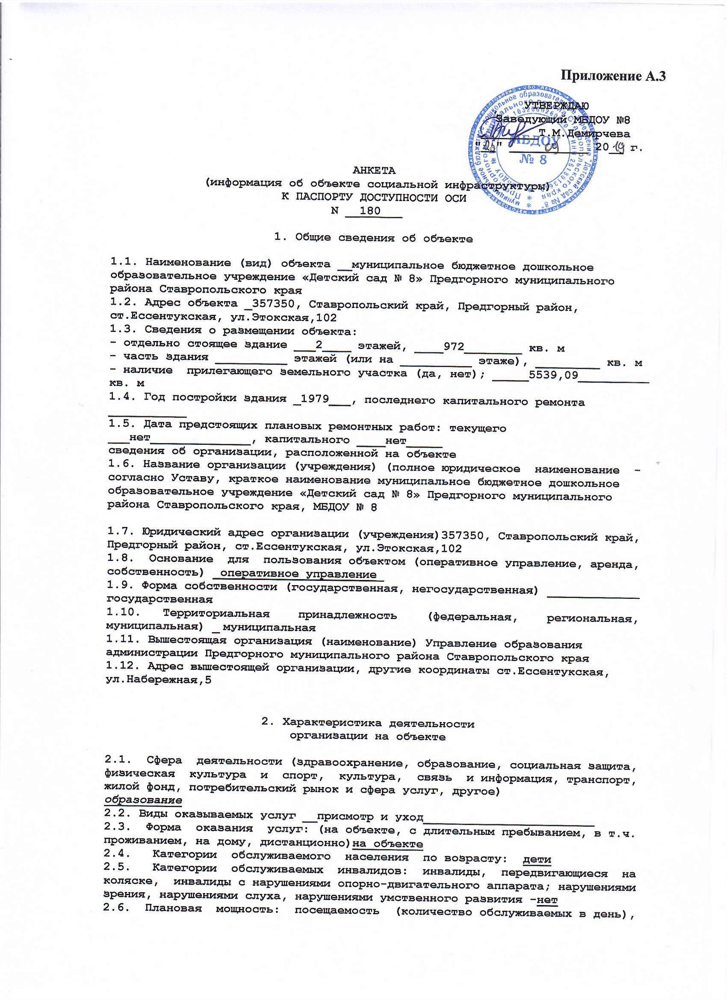 Приложение А.3
УТВЕРЖДАЮ
Заведующий МБДОУ №8
Т.М.Демирчева
"25" 09 2019 г.
МБДОУ
№ 8
АНКЕТА
(информация об объекте социальной инфраструктуры)
К ПАСПОРТУ ДОСТУПНОСТИ ОСИ
N ___180___
1. Общие сведения об объекте
1.1. Наименование (вид) объекта __муниципальное бюджетное дошкольное
образовательное учреждение «Детский сад № 8» Предгорного муниципального
района Ставропольского края
1.2. Адрес объекта _357350, Ставропольский край, Предгорный район,
ст.Ессентукская, ул.Этокская,102
1.3. Сведения о размещении объекта:
- отдельно стоящее здание ___2____ этажей, ____972________ кв. м
- часть здания __________ этажей (или на __________ этаже), _________ кв. м
- наличие прилегающего земельного участка (да, нет); _____5539,09__________
кв. м
1.4. Год постройки здания _1979___, последнего капитального ремонта
___________
1.5. Дата предстоящих плановых ремонтных работ: текущего
___нет______________, капитального ____нет_____
сведения об организации, расположенной на объекте
1.6. Название организации (учреждения) (полное юридическое наименование -
согласно Уставу, краткое наименование муниципальное бюджетное дошкольное
образовательное учреждение «Детский сад № 8» Предгорного муниципального
района Ставропольского края, МБДОУ № 8
1.7. Юридический адрес организации (учреждения)357350, Ставропольский край,
Предгорный район, ст.Ессентукская, ул.Этокская,102
1.8. Основание для пользования объектом (оперативное управление, аренда,
собственность) _оперативное управление_
1.9. Форма собственности (государственная, негосударственная) _____________
государственная
1.10. Территориальная принадлежность (федеральная, региональная,
муниципальная) _муниципальная
1.11. Вышестоящая организация (наименование) Управление образования
администрации Предгорного муниципального района Ставропольского края
1.12. Адрес вышестоящей организации, другие координаты ст.Ессентукская,
ул.Набережная,5
2. Характеристика деятельности
организации на объекте
2.1. Сфера деятельности (здравоохранение, образование, социальная защита,
физическая культура и спорт, культура, связь и информация, транспорт,
жилой фонд, потребительский рынок и сфера услуг, другое)
образование
2.2. Виды оказываемых услуг __присмотр и уход________________________
2.3. Форма оказания услуг: (на объекте, с длительным пребыванием, в т.ч.
проживанием, на дому, дистанционно)на объекте
2.4. Категории обслуживаемого населения по возрасту: дети
2.5. Категории обслуживаемых инвалидов: инвалиды, передвигающиеся на
коляске, инвалиды с нарушениями опорно-двигательного аппарата; нарушениями
зрения, нарушениями слуха, нарушениями умственного развития -нет
2.6. Плановая мощность: посещаемость (количество обслуживаемых в день),